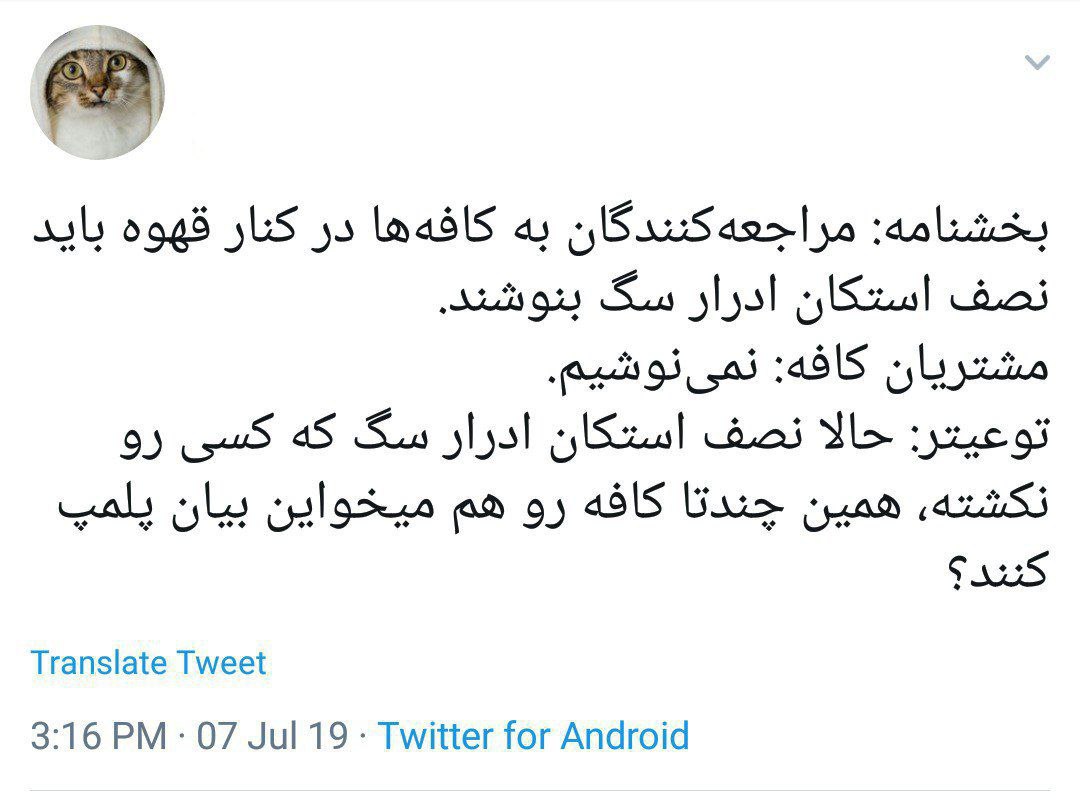 بخشنامه: مراجعه‌کنندگان به کافه‌ها در کنار قهوه باید
نصف استکان ادرار سگ بنوشند.
مشتریان کافه: نمی‌نوشیم.
توعیتر: حالا نصف استکان ادرار سگ که کسی رو
نکشته، همین چندتا کافه رو هم میخواین بیان پلمپ
کنند؟
Translate Tweet
3:16 PM · 07 Jul 19 · Twitter for Android